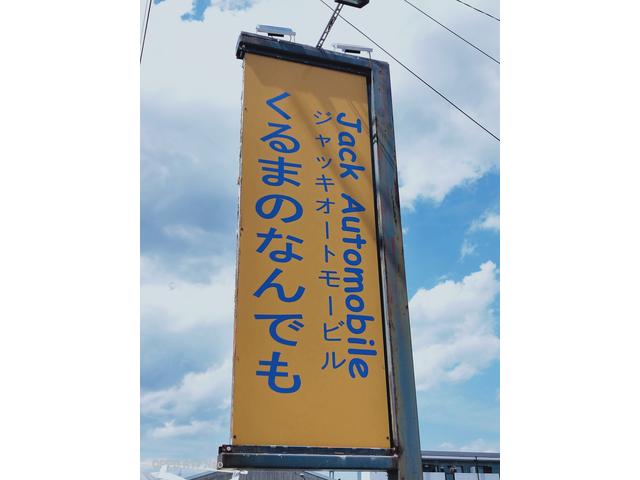 Jack Automobile
ジャッキオートモービル
くるまのなんでも